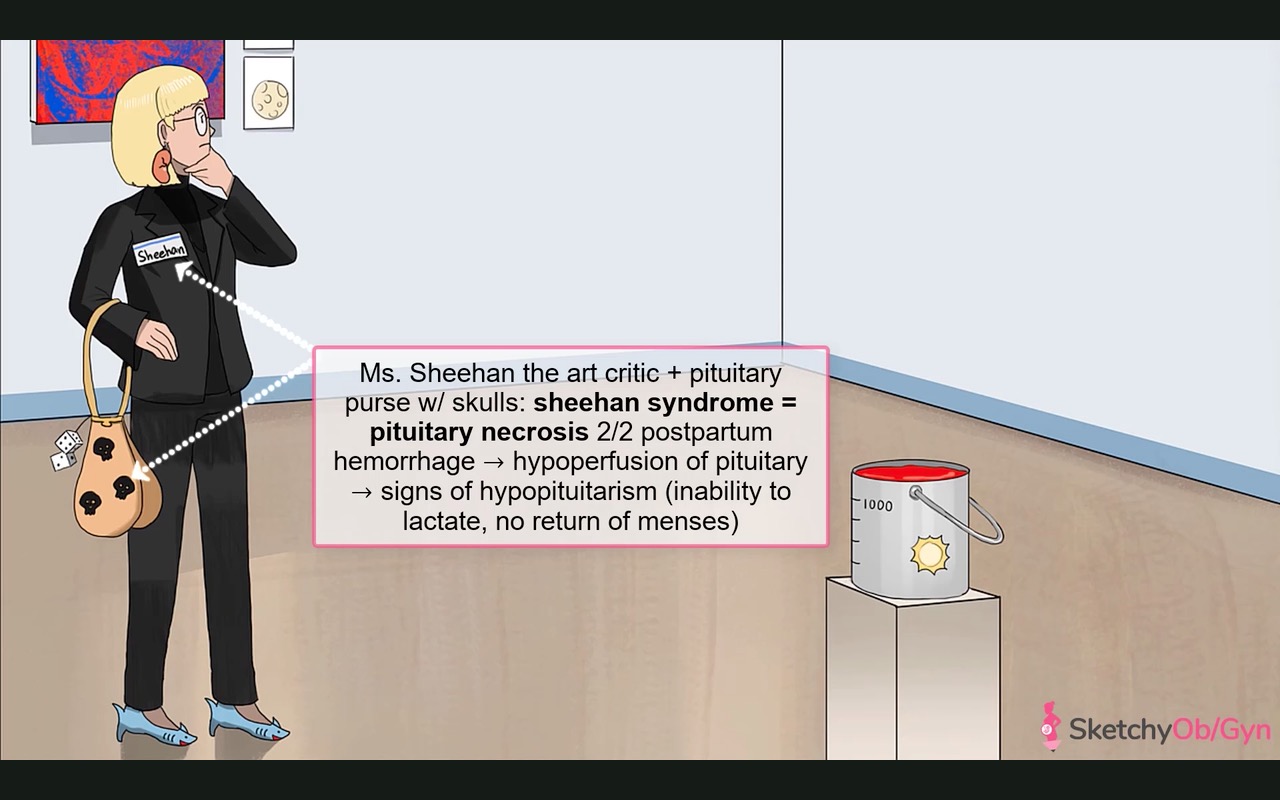 Sheehan
Ms. Sheehan the art critic + pituitary
purse w/ skulls: sheehan syndrome =
pituitary necrosis 2/2 postpartum
hemorrhage → hypoperfusion of pituitary
→ signs of hypopituitarism (inability to
lactate, no return of menses)
1000
SketchyOb/Gyn